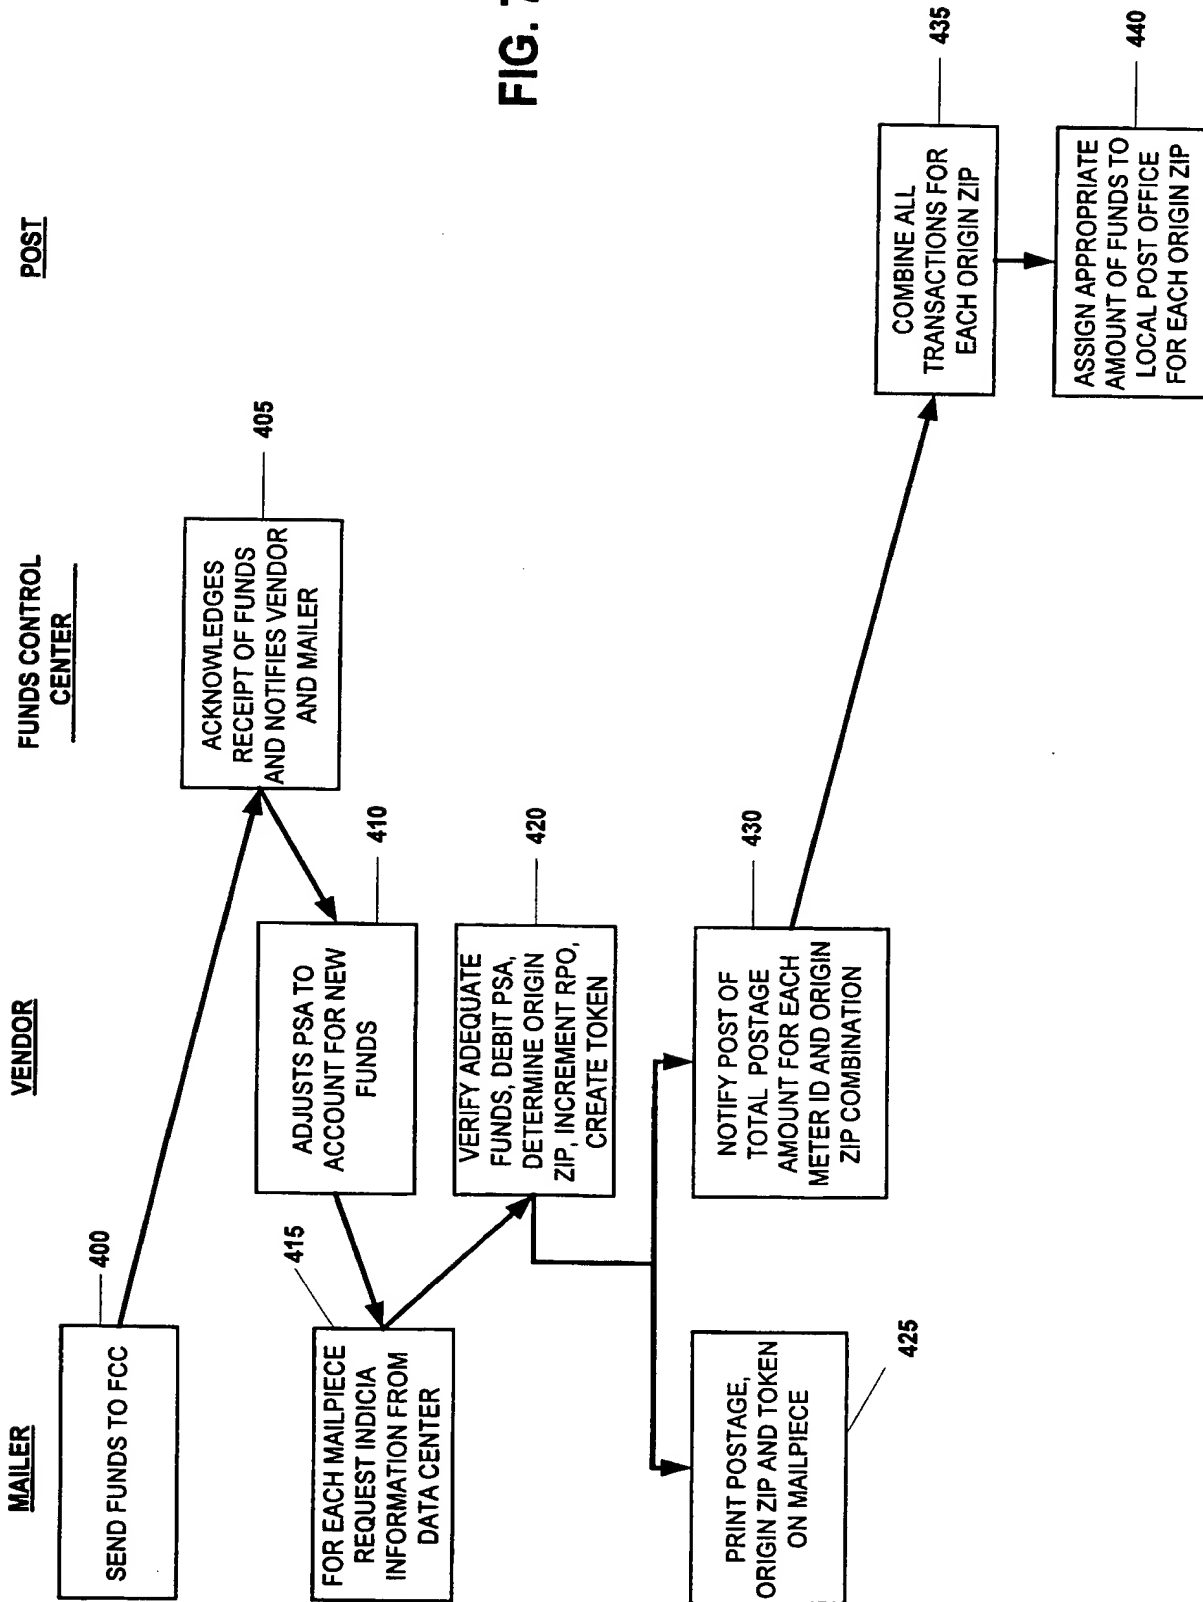 FIG. 7
MAILER
VENDOR
FUNDS CONTROL
CENTER
POST
400
SEND FUNDS TO FCC
405
ACKNOWLEDGES
RECEIPT OF FUNDS
AND NOTIFIES VENDOR
AND MAILER
410
ADJUSTS PSA TO
ACCOUNT FOR NEW
FUNDS
415
FOR EACH MAILPIECE
REQUEST INDICIA
INFORMATION FROM
DATA CENTER
420
VERIFY ADEQUATE
FUNDS, DEBIT PSA,
DETERMINE ORIGIN
ZIP, INCREMENT RPO,
CREATE TOKEN
425
PRINT POSTAGE,
ORIGIN ZIP AND TOKEN
ON MAILPIECE
430
NOTIFY POST OF
TOTAL POSTAGE
AMOUNT FOR EACH
METER ID AND ORIGIN
ZIP COMBINATION
435
COMBINE ALL
TRANSACTIONS FOR
EACH ORIGIN ZIP
440
ASSIGN APPROPRIATE
AMOUNT OF FUNDS TO
LOCAL POST OFFICE
FOR EACH ORIGIN ZIP